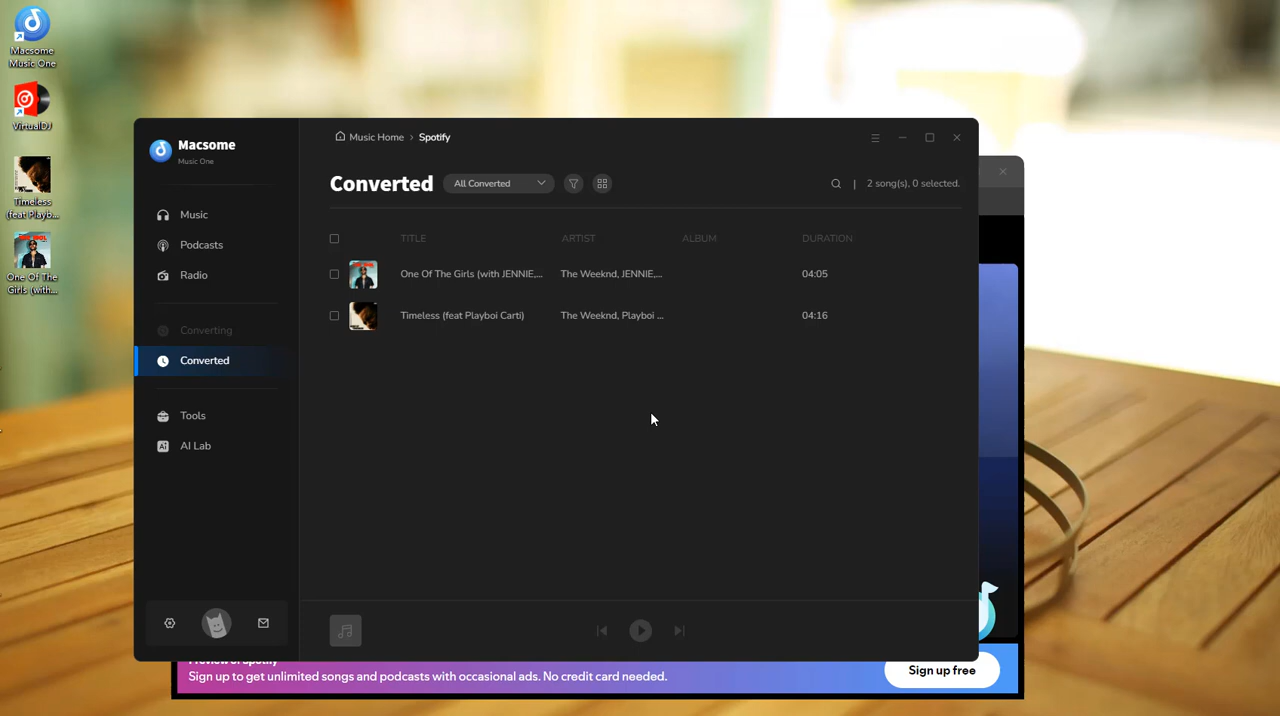 Macsome
Music One
VirtualDJ
Timeless
(feat Playb...
One Of The
Girls (with...
Macsome
Music One
Music
Podcasts
Radio
Converting
Converted
Tools
AI Lab
Music Home > Spotify
Converted
All Converted
| 2 song(s), 0 selected.
TITLE ARTIST ALBUM DURATION
One Of The Girls (with JENNIE,... The Weeknd, JENNIE,... 04:05
Timeless (feat Playboi Carti) The Weeknd, Playboi ... 04:16
Preview of Spotify
Sign up to get unlimited songs and podcasts with occasional ads. No credit card needed.
Sign up free